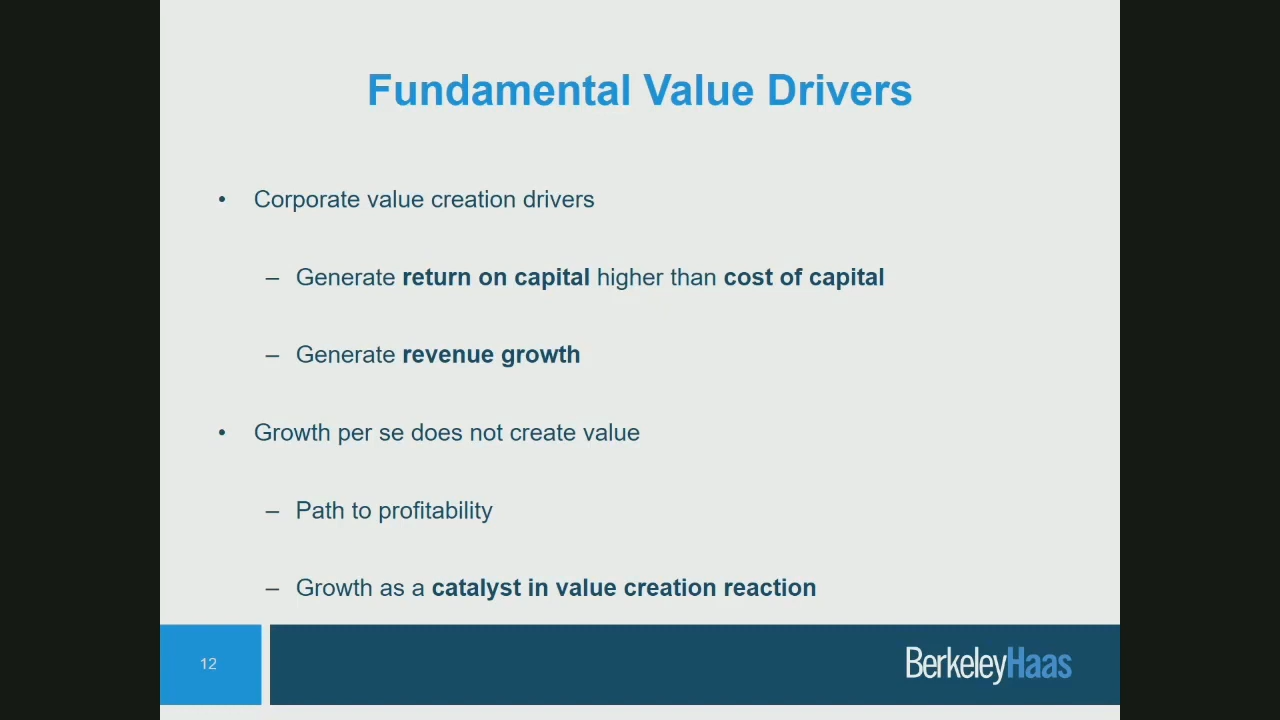 Fundamental Value Drivers
• Corporate value creation drivers
– Generate return on capital higher than cost of capital
– Generate revenue growth
• Growth per se does not create value
– Path to profitability
– Growth as a catalyst in value creation reaction
12
BerkeleyHaas